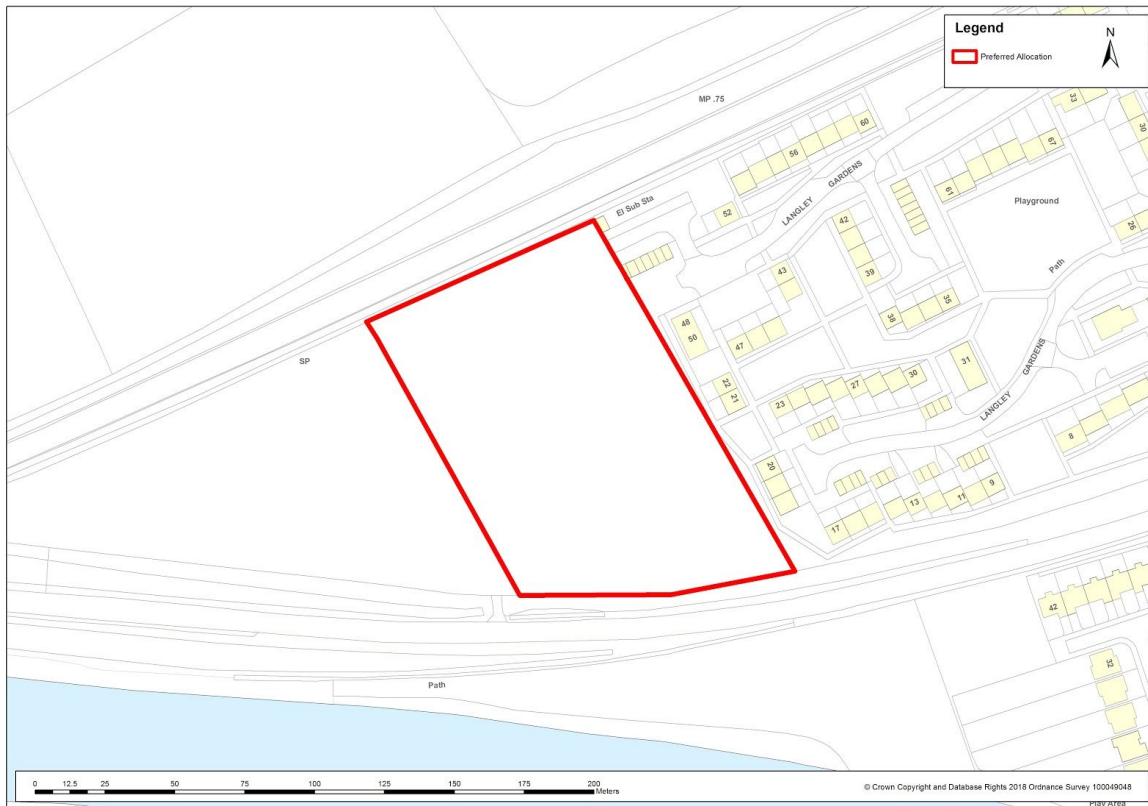 Legend
Preferred Allocation
N
MP .75
33
30
60
56
67
61
GARDENS
LANGLEY
Playground
El Sub Sta
52
42
26
43
39
Path
35
38
48
50
47
SP
31
GARDENS
LANGLEY
22
21
30
27
23
8
20
9
11
13
17
42
32
Path
0 12.5 25 50 75 100 125 150 175 200
Meters
© Crown Copyright and Database Rights 2018 Ordnance Survey 100049048
Play Area